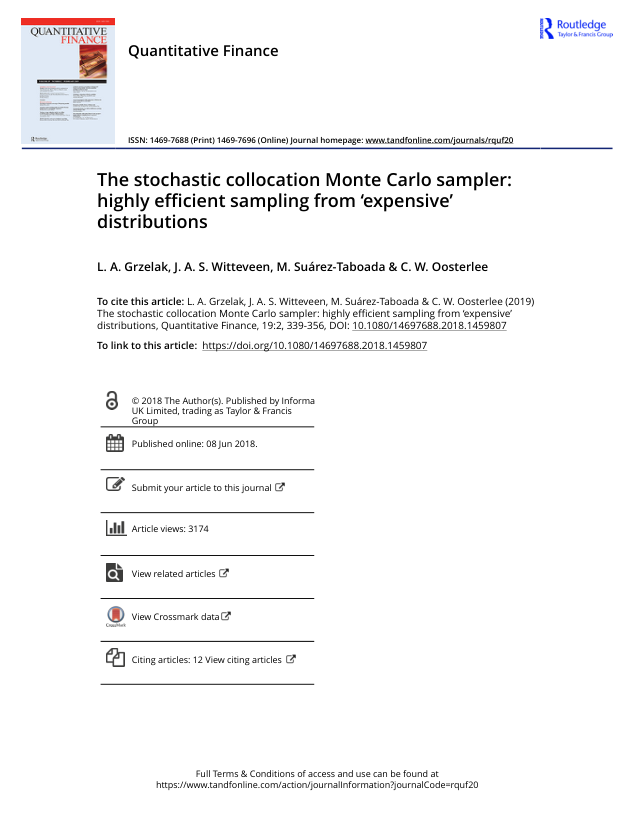 QUANTITATIVE
FINANCE
Routledge
Taylor & Francis Group
Quantitative Finance
ISSN: 1469-7688 (Print) 1469-7696 (Online) Journal homepage: www.tandfonline.com/journals/rquf20
The stochastic collocation Monte Carlo sampler:
highly efficient sampling from ‘expensive’
distributions
L. A. Grzelak, J. A. S. Witteveen, M. Suárez-Taboada & C. W. Oosterlee
To cite this article: L. A. Grzelak, J. A. S. Witteveen, M. Suárez-Taboada & C. W. Oosterlee (2019)
The stochastic collocation Monte Carlo sampler: highly efficient sampling from ‘expensive’
distributions, Quantitative Finance, 19:2, 339-356, DOI: 10.1080/14697688.2018.1459807
To link to this article: https://doi.org/10.1080/14697688.2018.1459807
© 2018 The Author(s). Published by Informa
UK Limited, trading as Taylor & Francis
Group
Published online: 08 Jun 2018.
Submit your article to this journal
Article views: 3174
View related articles
View Crossmark data
CrossMark
Citing articles: 12 View citing articles
Full Terms & Conditions of access and use can be found at
https://www.tandfonline.com/action/journalInformation?journalCode=rquf20